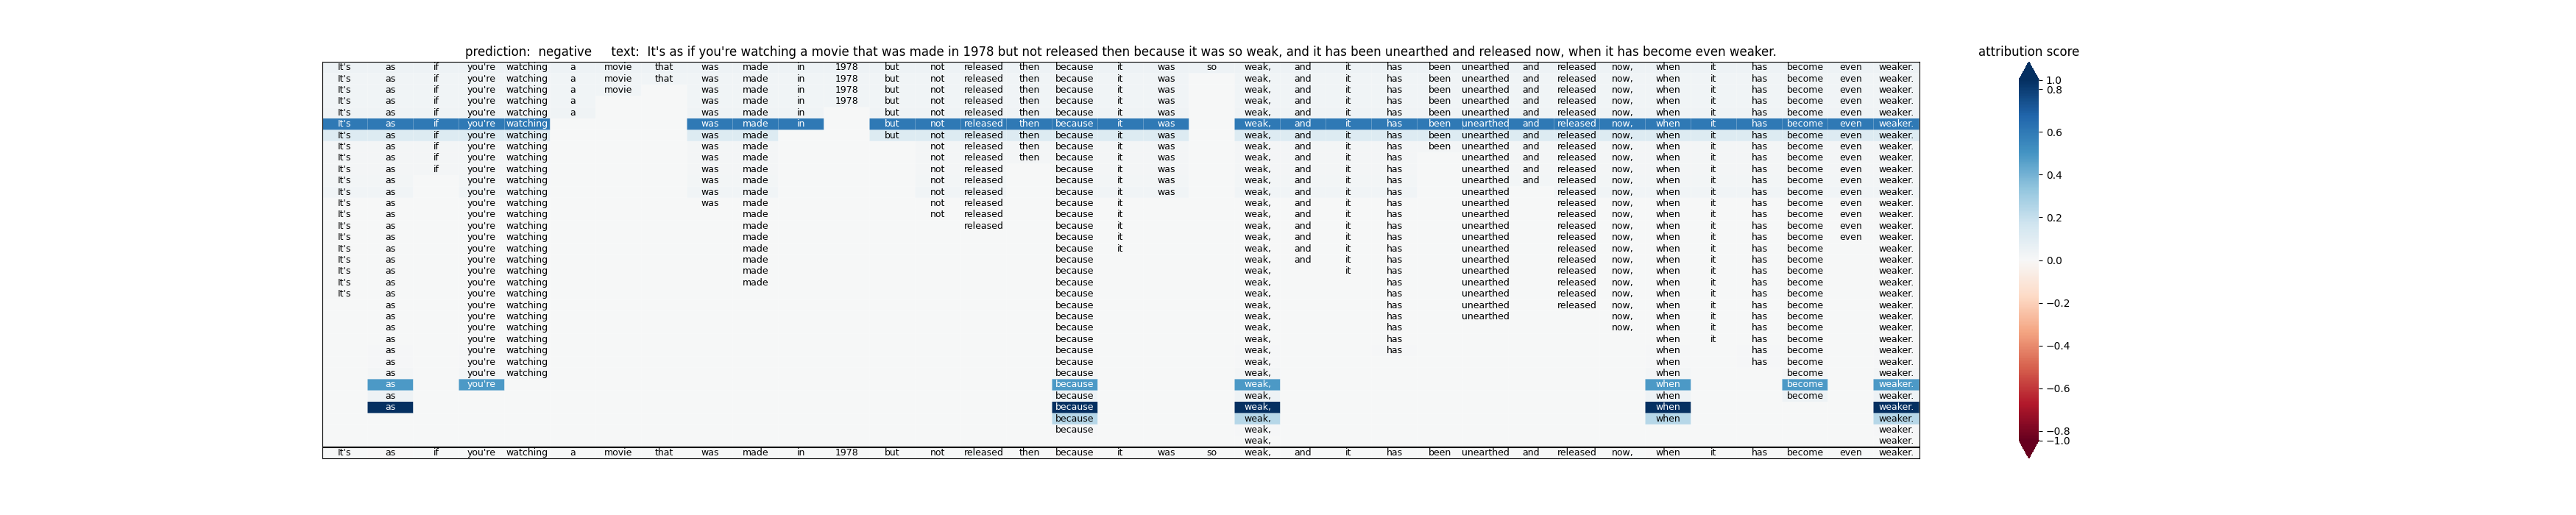 prediction: negative text: It's as if you're watching a movie that was made in 1978 but not released then because it was so weak, and it has been unearthed and released now, when it has become even weaker.
attribution score
It's as if you're watching a movie that was made in 1978 but not released then because it was so weak, and it has been unearthed and released now, when it has become even weaker.
It's as if you're watching a movie that was made in 1978 but not released then because it was weak, and it has been unearthed and released now, when it has become even weaker.
It's as if you're watching a movie was made in 1978 but not released then because it was weak, and it has been unearthed and released now, when it has become even weaker.
It's as if you're watching a was made in 1978 but not released then because it was weak, and it has been unearthed and released now, when it has become even weaker.
It's as if you're watching a was made in but not released then because it was weak, and it has been unearthed and released now, when it has become even weaker.
It's as if you're watching was made in but not released then because it was weak, and it has been unearthed and released now, when it has become even weaker.
It's as if you're watching was made but not released then because it was weak, and it has been unearthed and released now, when it has become even weaker.
It's as if you're watching was made not released then because it was weak, and it has been unearthed and released now, when it has become even weaker.
It's as if you're watching was made not released then because it was weak, and it has unearthed and released now, when it has become even weaker.
It's as if you're watching was made not released because it was weak, and it has unearthed and released now, when it has become even weaker.
It's as you're watching was made not released because it was weak, and it has unearthed and released now, when it has become even weaker.
It's as you're watching was made not released because it was weak, and it has unearthed released now, when it has become even weaker.
It's as you're watching was made not released because it weak, and it has unearthed released now, when it has become even weaker.
It's as you're watching made not released because it weak, and it has unearthed released now, when it has become even weaker.
It's as you're watching made released because it weak, and it has unearthed released now, when it has become even weaker.
It's as you're watching made because it weak, and it has unearthed released now, when it has become even weaker.
It's as you're watching made because it weak, and it has unearthed released now, when it has become weaker.
It's as you're watching made because weak, and it has unearthed released now, when it has become weaker.
It's as you're watching made because weak, it has unearthed released now, when it has become weaker.
It's as you're watching made because weak, has unearthed released now, when it has become weaker.
It's as you're watching because weak, has unearthed released now, when it has become weaker.
as you're watching because weak, has unearthed released now, when it has become weaker.
as you're watching because weak, has unearthed now, when it has become weaker.
as you're watching because weak, has now, when it has become weaker.
as you're watching because weak, has when it has become weaker.
as you're watching because weak, has when has become weaker.
as you're watching because weak, when has become weaker.
as you're watching because weak, when become weaker.
as you're because weak, when become weaker.
as because weak, when become weaker.
as because weak, when weaker.
because weak, when weaker.
because weak, weaker.
weak, weaker.
It's as if you're watching a movie that was made in 1978 but not released then because it was so weak, and it has been unearthed and released now, when it has become even weaker.
1.0
0.8
0.6
0.4
0.2
0.0
−0.2
−0.4
−0.6
−0.8
−1.0